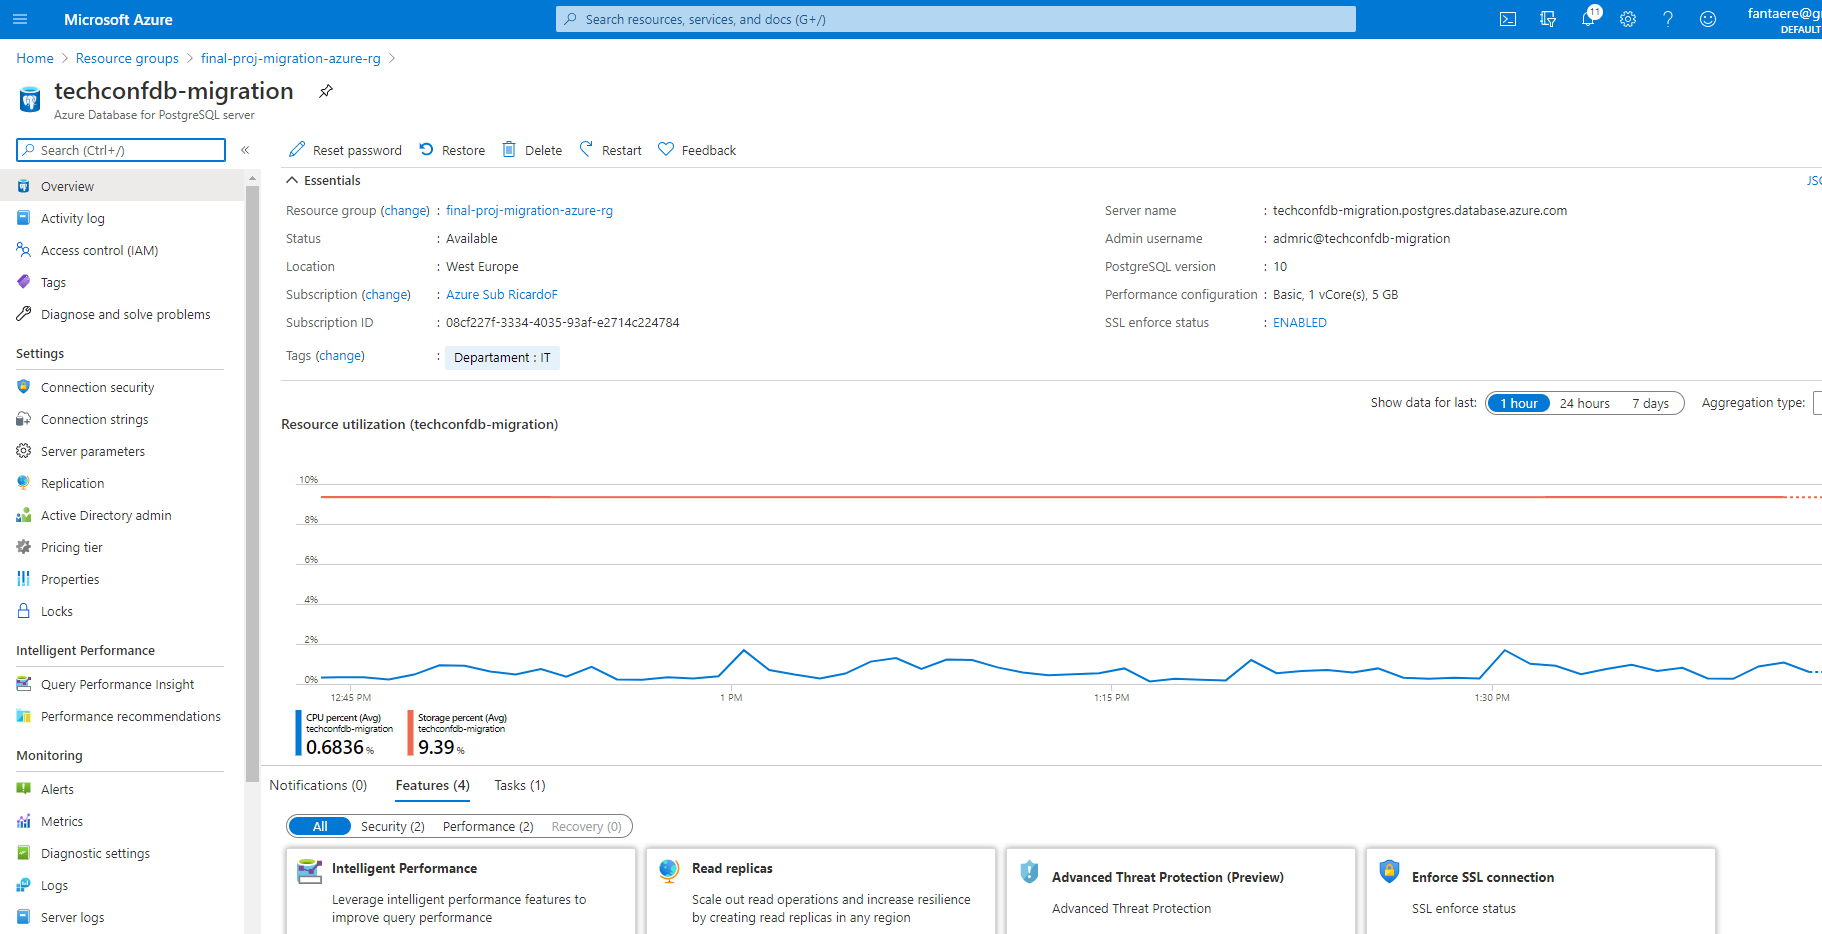 Microsoft Azure
Search resources, services, and docs (G+/)
11
fantaere@g
DEFAULT
Home > Resource groups > final-proj-migration-azure-rg >
techconfdb-migration
Azure Database for PostgreSQL server
Search (Ctrl+/)
«
Reset password
Restore
Delete
Restart
Feedback
Overview
Activity log
Access control (IAM)
Tags
Diagnose and solve problems
Settings
Connection security
Connection strings
Server parameters
Replication
Active Directory admin
Pricing tier
Properties
Locks
Intelligent Performance
Query Performance Insight
Performance recommendations
Monitoring
Alerts
Metrics
Diagnostic settings
Logs
Server logs
Essentials
JSO
Resource group (change) : final-proj-migration-azure-rg
Status : Available
Location : West Europe
Subscription (change) : Azure Sub RicardoF
Subscription ID : 08cf227f-3334-4035-93af-e2714c224784
Tags (change) : Departament : IT
Server name : techconfdb-migration.postgres.database.azure.com
Admin username : admric@techconfdb-migration
PostgreSQL version : 10
Performance configuration : Basic, 1 vCore(s), 5 GB
SSL enforce status : ENABLED
Show data for last: 1 hour 24 hours 7 days Aggregation type:
Resource utilization (techconfdb-migration)
10%
8%
6%
4%
2%
0%
12:45 PM 1 PM 1:15 PM 1:30 PM
CPU percent (Avg)
techconfdb-migration
0.6836 %
Storage percent (Avg)
techconfdb-migration
9.39 %
Notifications (0) Features (4) Tasks (1)
All Security (2) Performance (2) Recovery (0)
Intelligent Performance
Leverage intelligent performance features to
improve query performance
Read replicas
Scale out read operations and increase resilience
by creating read replicas in any region
Advanced Threat Protection (Preview)
Advanced Threat Protection
Enforce SSL connection
SSL enforce status